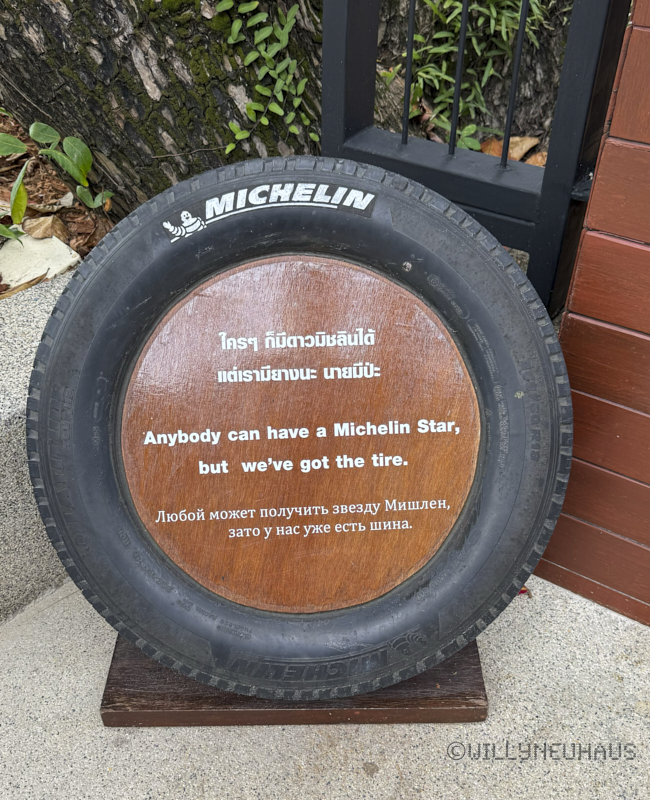 MICHELIN
ใครๆ ก็มีดาวมิชลินได้
แต่เรามียางนะ นายมีป่ะ
Anybody can have a Michelin Star,
but we've got the tire.
Любой может получить звезду Мишлен,
зато у нас уже есть шина.
MICHELIN
©WILLYNEUHAUS